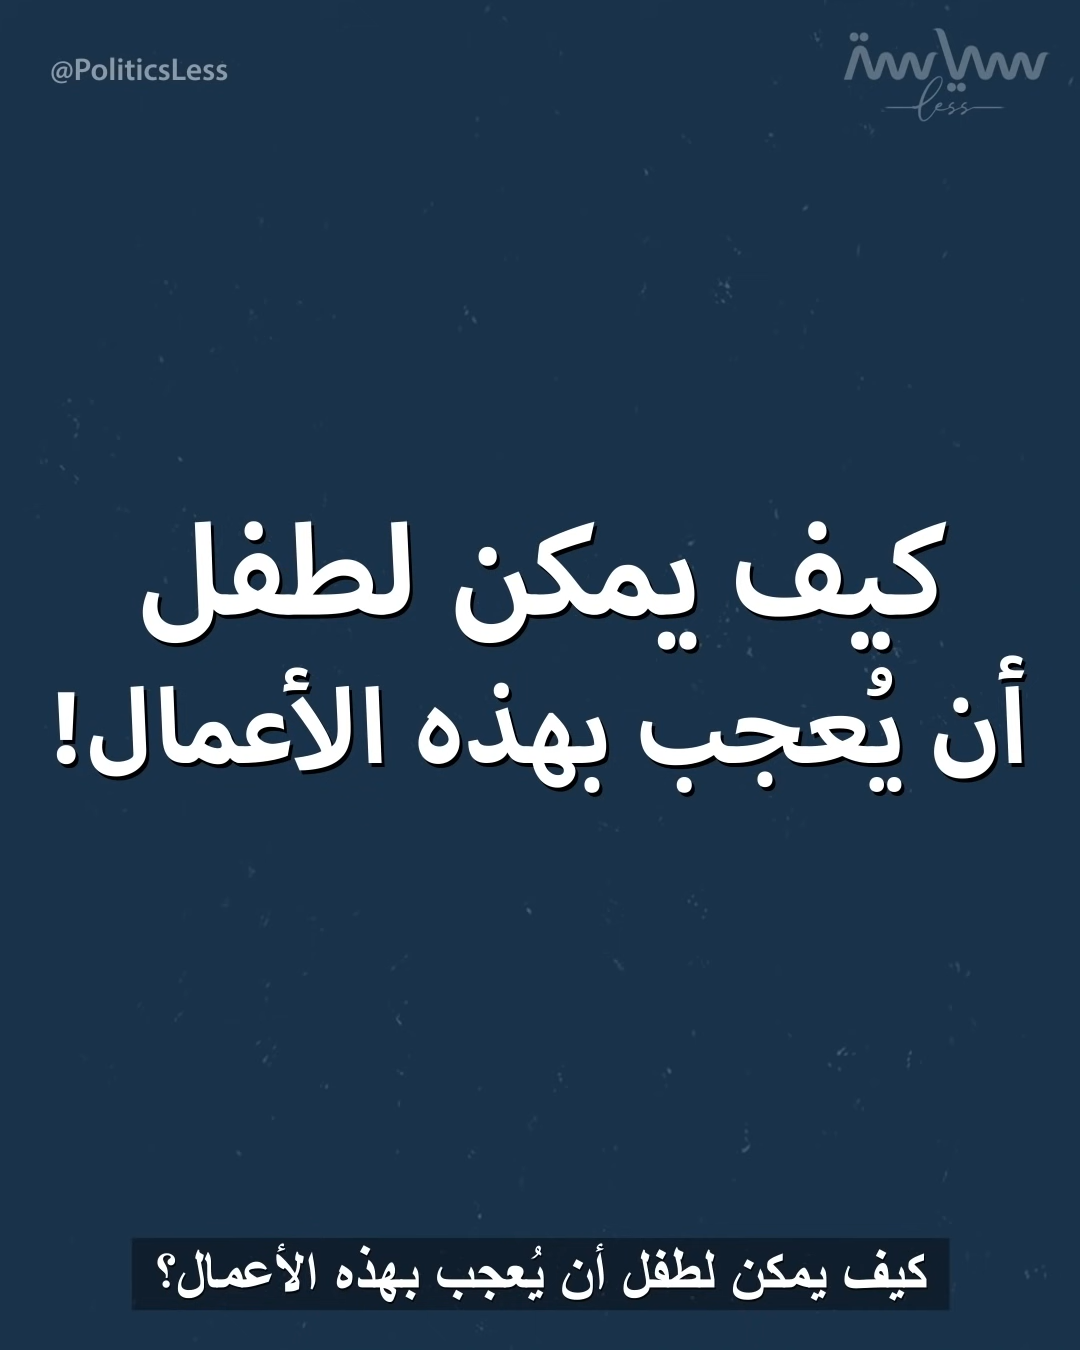 @PoliticsLess
سياسة
less
كيف يمكن لطفل
أن يُعجب بهذه الأعمال!
كيف يمكن لطفل أن يُعجب بهذه الأعمال؟